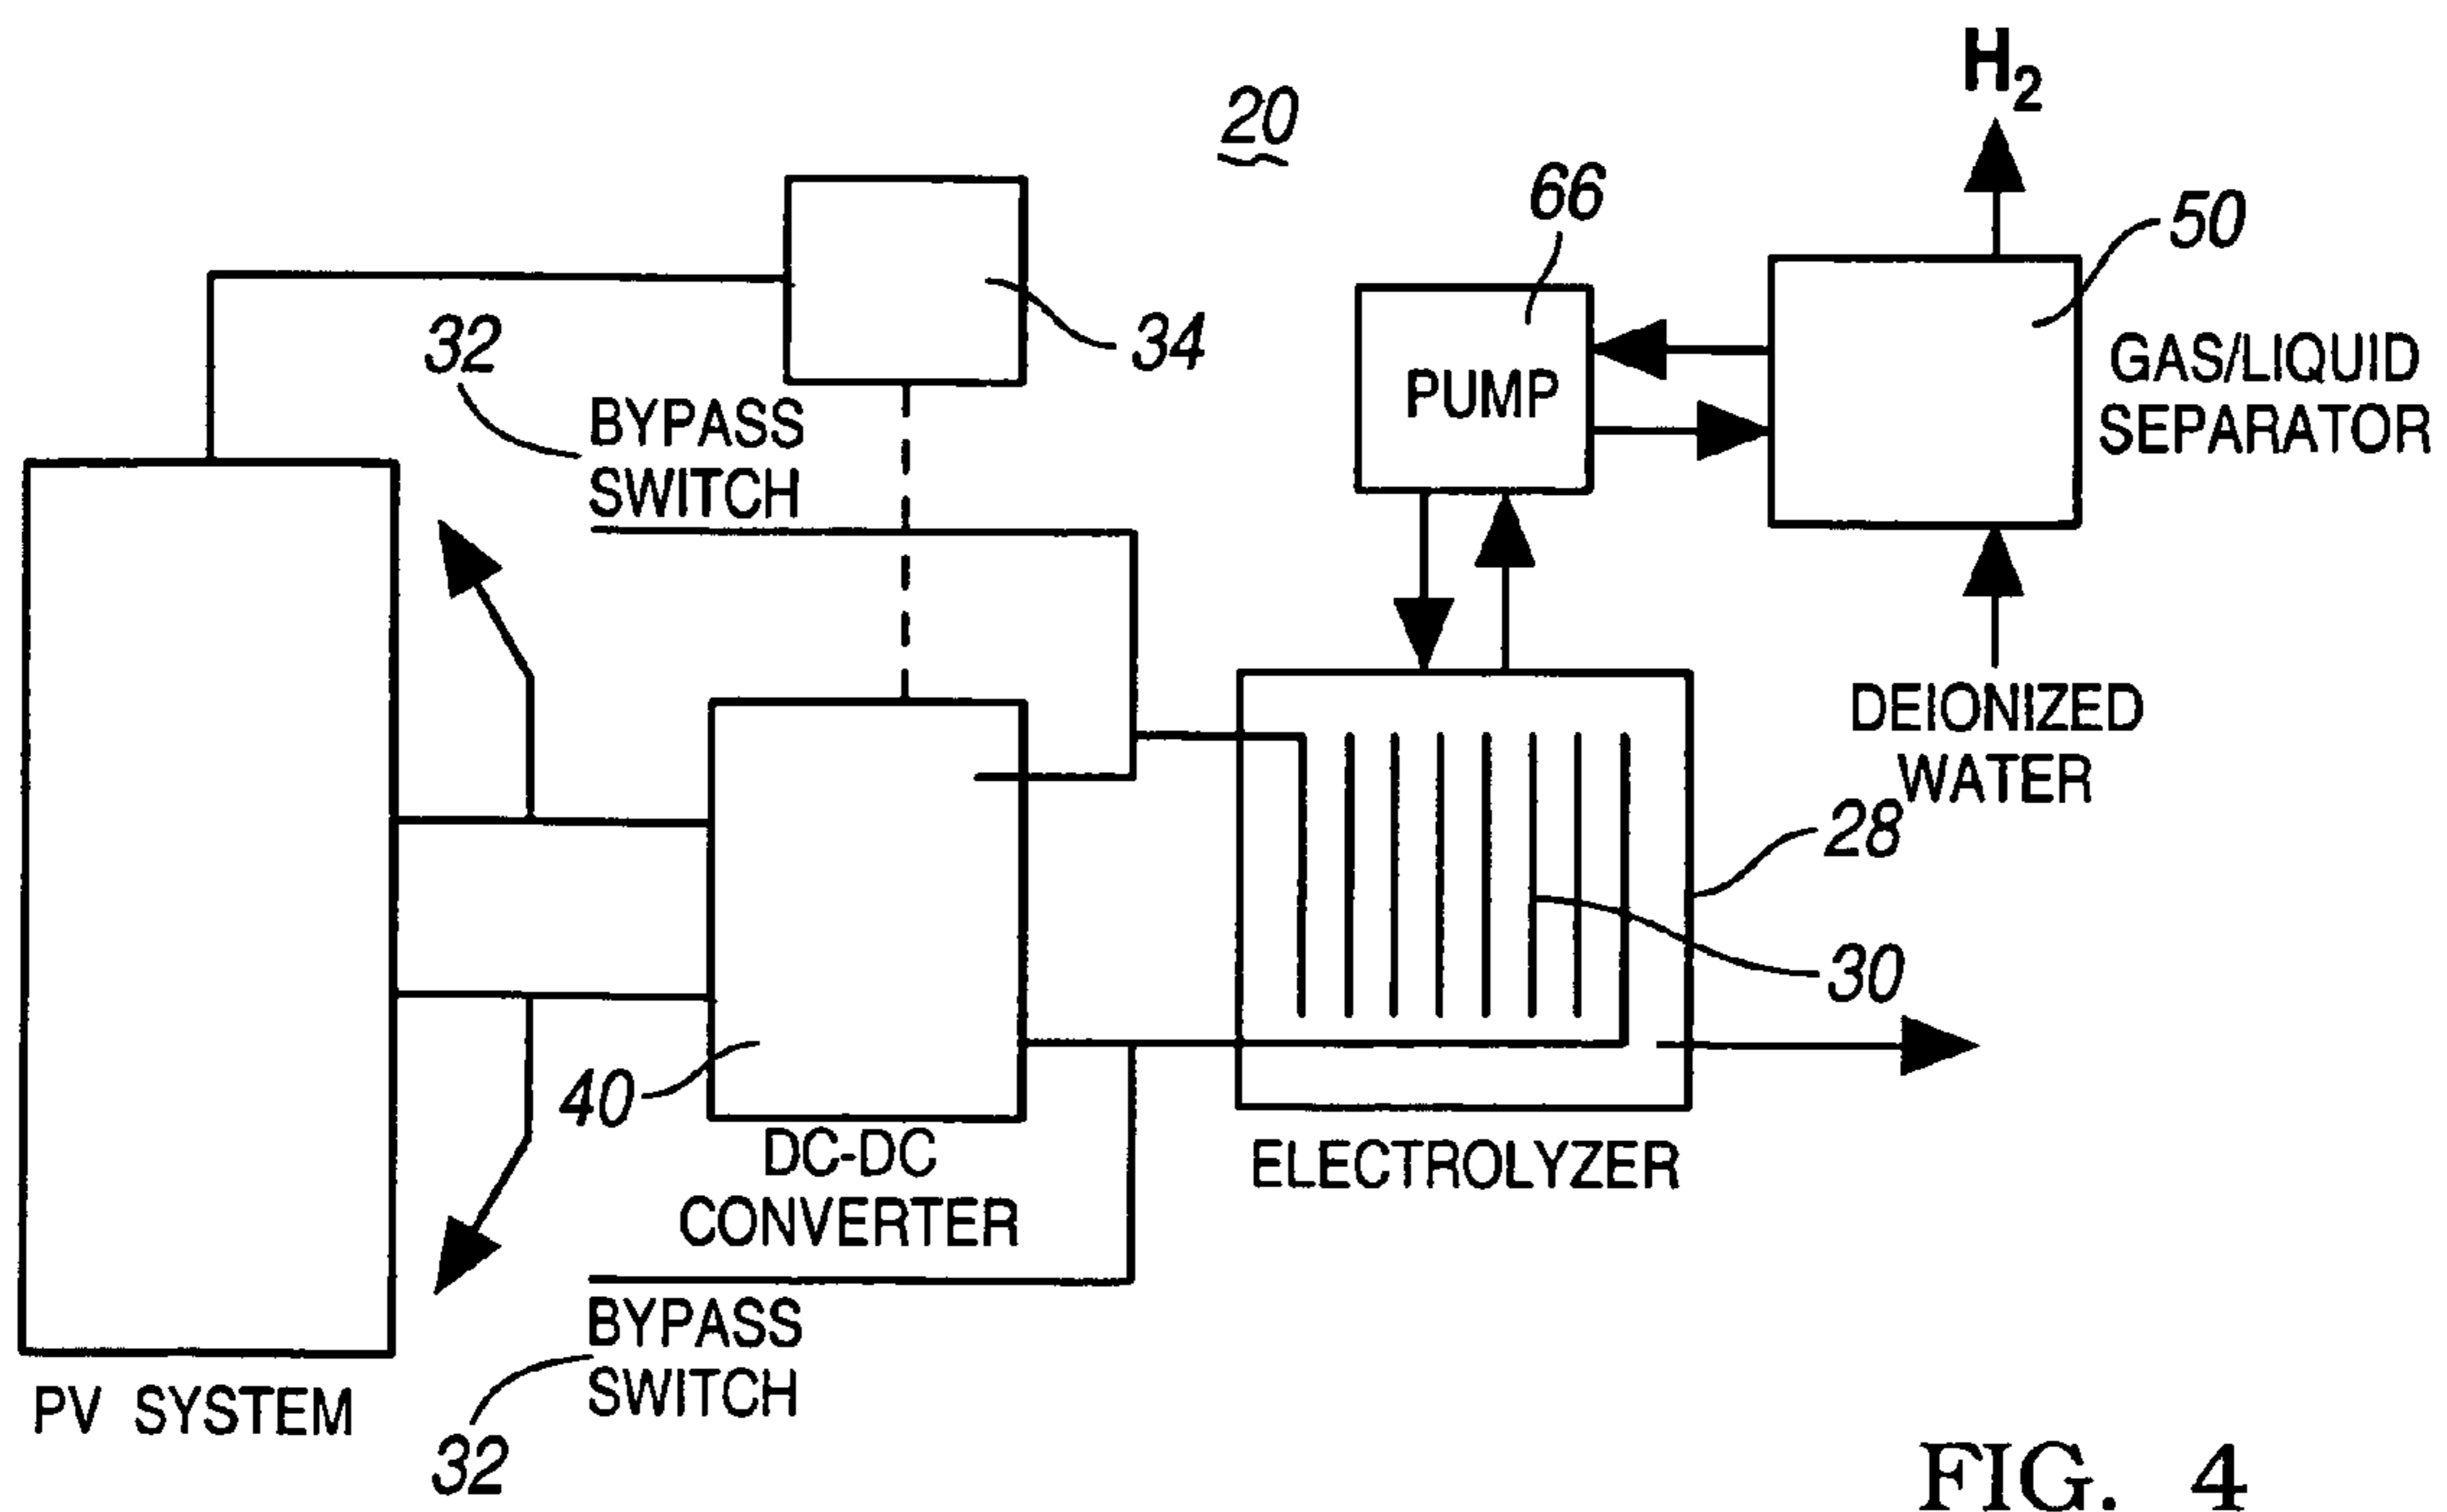 H2
20
66
50
34
32
BYPASS
SWITCH
PUMP
GAS/LIQUID
SEPARATOR
DEIONIZED
WATER
28
30
40
DC-DC
CONVERTER
ELECTROLYZER
BYPASS
SWITCH
32
PV SYSTEM
FIG. 4